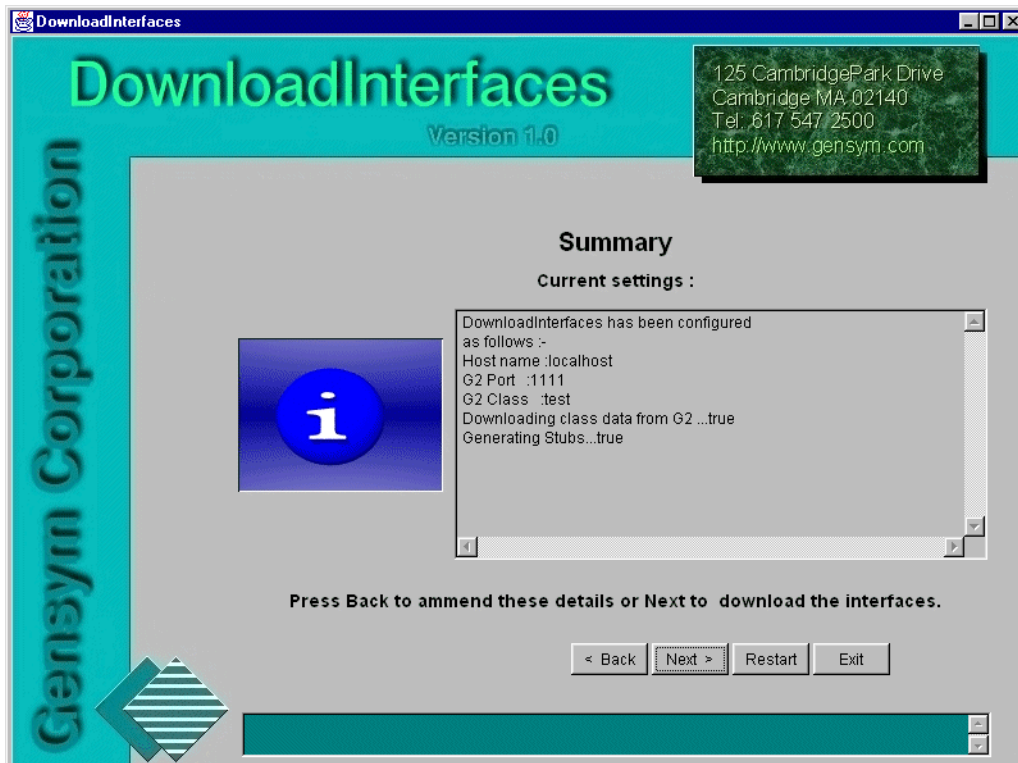 DownloadInterfaces
DownloadInterfaces
Version 1.0
125 CambridgePark Drive
Cambridge MA 02140
Tel: 617 547 2500
http://www.gensym.com
Gensym Corporation
Summary
Current settings :
DownloadInterfaces has been configured
as follows :-
Host name :localhost
G2 Port :1111
G2 Class :test
Downloading class data from G2 ...true
Generating Stubs...true
i
Press Back to ammend these details or Next to download the interfaces.
< Back Next > Restart Exit